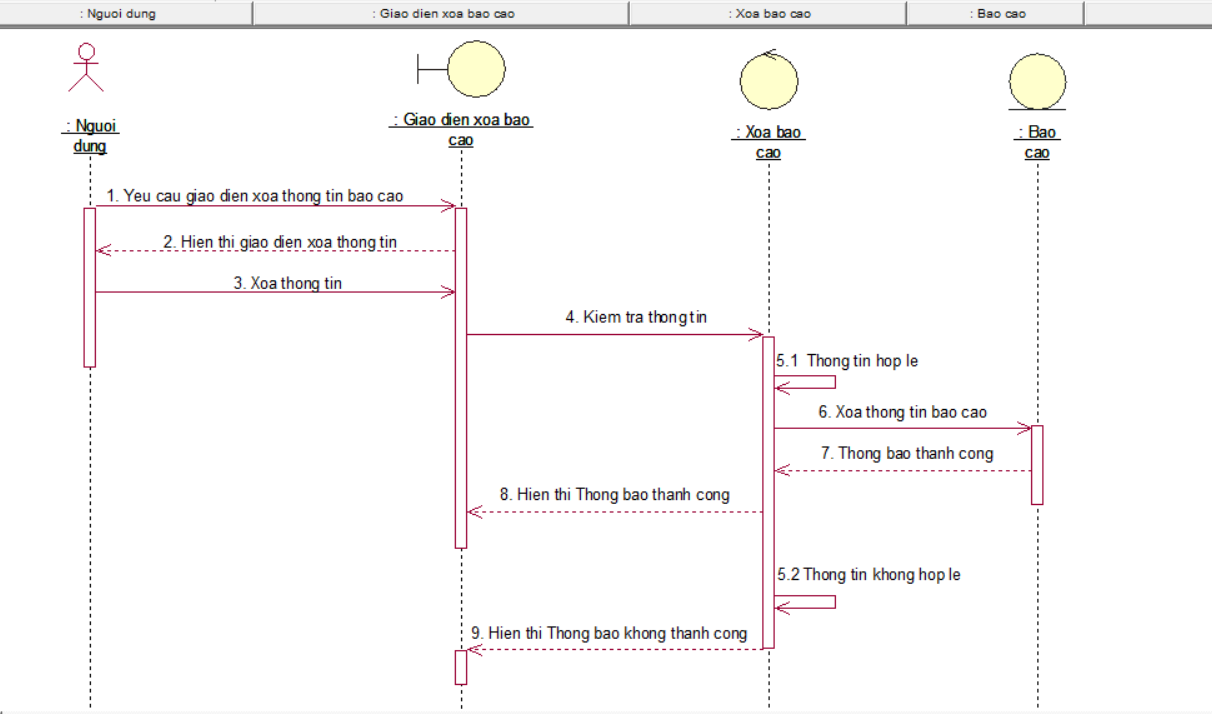 : Nguoi dung
: Giao dien xoa bao cao
: Xoa bao cao
: Bao cao
: Nguoi
dung
: Giao dien xoa bao
cao
: Xoa bao
cao
: Bao
cao
1. Yeu cau giao dien xoa thong tin bao cao
2. Hien thi giao dien xoa thong tin
3. Xoa thong tin
4. Kiem tra thong tin
5.1 Thong tin hop le
6. Xoa thong tin bao cao
7. Thong bao thanh cong
8. Hien thi Thong bao thanh cong
5.2 Thong tin khong hop le
9. Hien thi Thong bao khong thanh cong